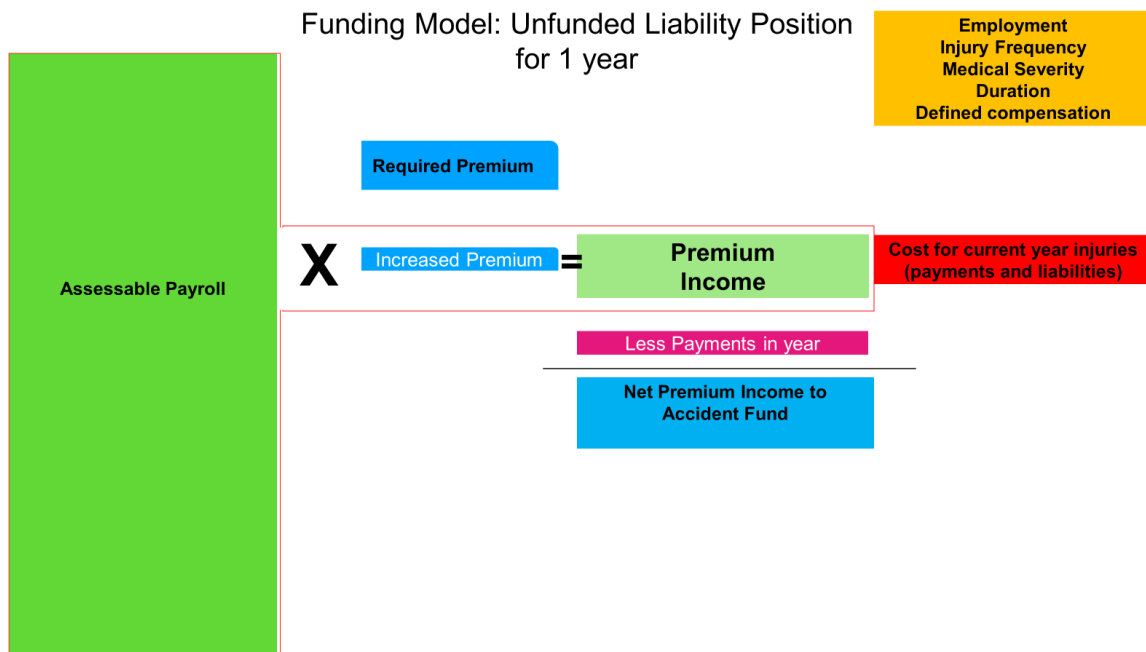 Funding Model: Unfunded Liability Position
for 1 year
Employment
Injury Frequency
Medical Severity
Duration
Defined compensation
Required Premium
Assessable Payroll
X
Increased Premium
=
Premium
Income
Cost for current year injuries
(payments and liabilities)
Less Payments in year
Net Premium Income to
Accident Fund